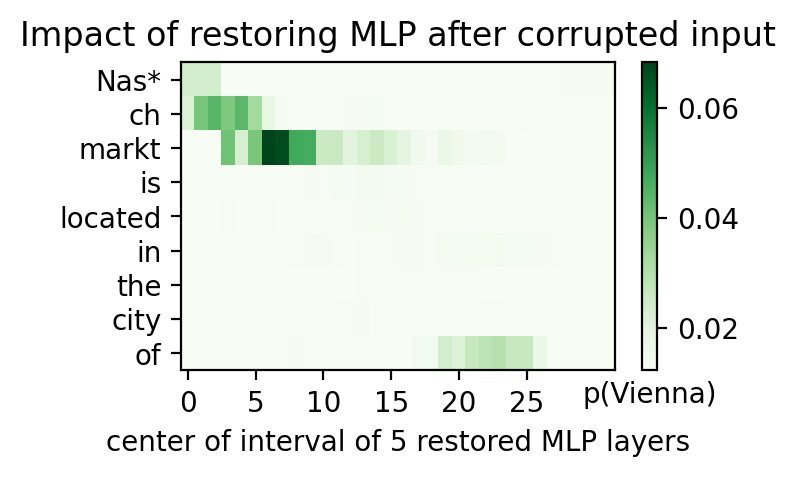 Impact of restoring MLP after corrupted input
Nas*
ch
markt
is
located
in
the
city
of
0 5 10 15 20 25
center of interval of 5 restored MLP layers
0.06
0.04
0.02
p(Vienna)